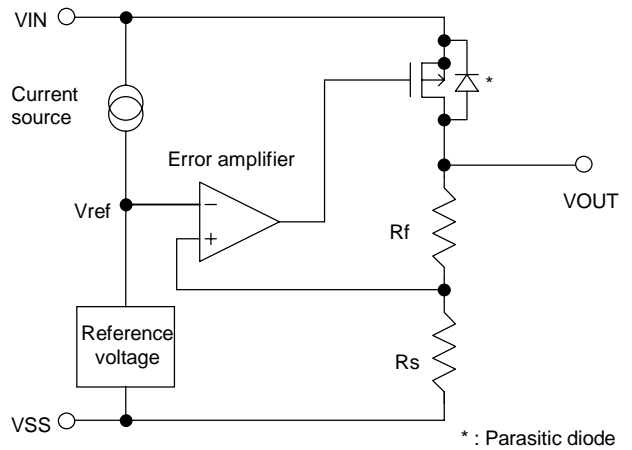 VIN
Current
source
*
Error amplifier
Vref
−
+
VOUT
Rf
Reference
voltage
Rs
VSS
* : Parasitic diode